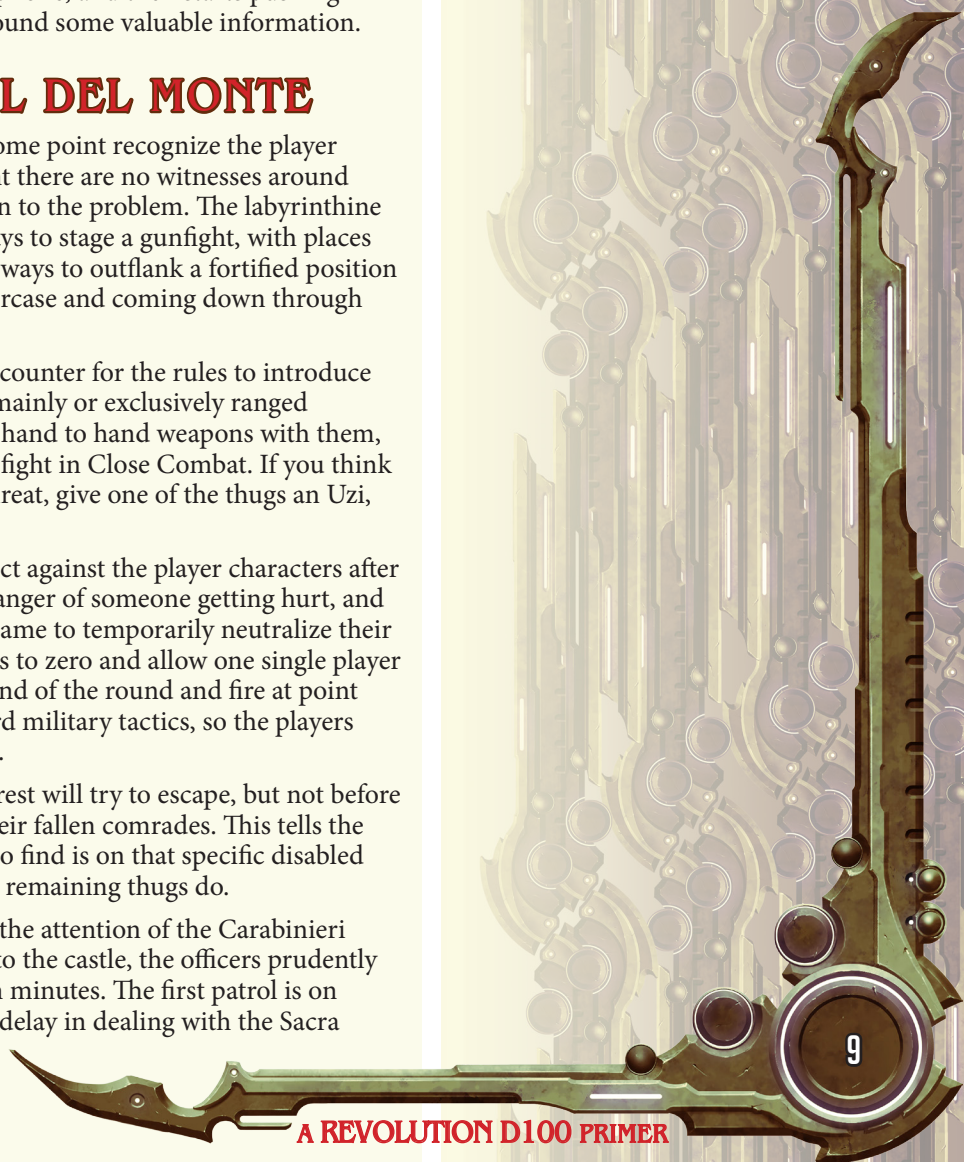 ound some valuable information.
L DEL MONTE
ome point recognize the player
nt there are no witnesses around
n to the problem. The labyrinthine
ys to stage a gunfight, with places
ways to outflank a fortified position
rcase and coming down through
counter for the rules to introduce
mainly or exclusively ranged
hand to hand weapons with them,
fight in Close Combat. If you think
reat, give one of the thugs an Uzi,
ct against the player characters after
anger of someone getting hurt, and
ame to temporarily neutralize their
s to zero and allow one single player
nd of the round and fire at point
rd military tactics, so the players
.
rest will try to escape, but not before
eir fallen comrades. This tells the
o find is on that specific disabled
remaining thugs do.
the attention of the Carabinieri
to the castle, the officers prudently
n minutes. The first patrol is on
delay in dealing with the Sacra
9
A REVOLUTION D100 PRIMER